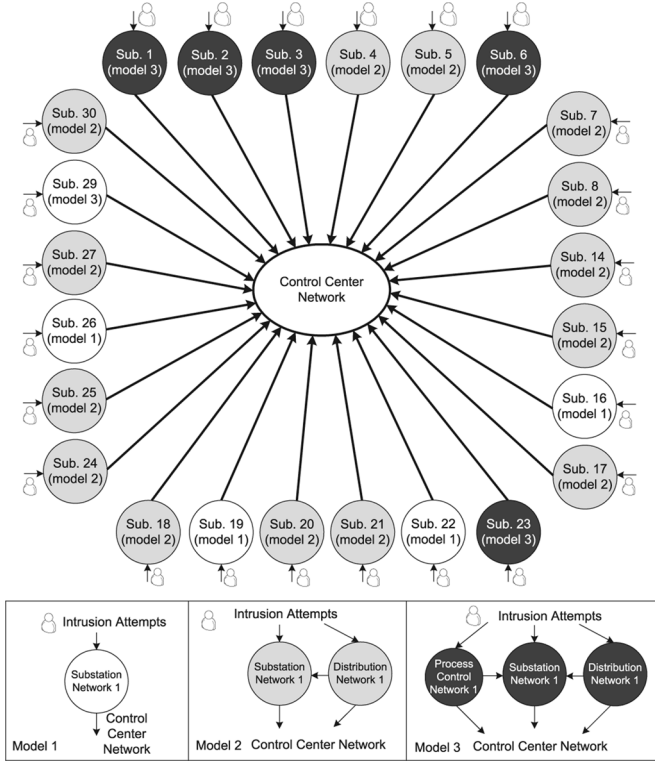 Sub. 1
(model 3)
Sub. 2
(model 3)
Sub. 3
(model 3)
Sub. 4
(model 2)
Sub. 5
(model 2)
Sub. 6
(model 3)
Sub. 30
(model 2)
Sub. 7
(model 2)
Sub. 29
(model 3)
Sub. 8
(model 2)
Sub. 27
(model 2)
Control Center
Network
Sub. 14
(model 2)
Sub. 26
(model 1)
Sub. 15
(model 2)
Sub. 25
(model 2)
Sub. 16
(model 1)
Sub. 24
(model 2)
Sub. 17
(model 2)
Sub. 18
(model 2)
Sub. 19
(model 1)
Sub. 20
(model 2)
Sub. 21
(model 2)
Sub. 22
(model 1)
Sub. 23
(model 3)
Intrusion Attempts
Substation
Network 1
Control
Center
Network
Model 1
Intrusion Attempts
Substation
Network 1
Distribution
Network 1
Model 2
Control Center Network
Intrusion Attempts
Process
Control
Network 1
Substation
Network 1
Distribution
Network 1
Model 3
Control Center Network